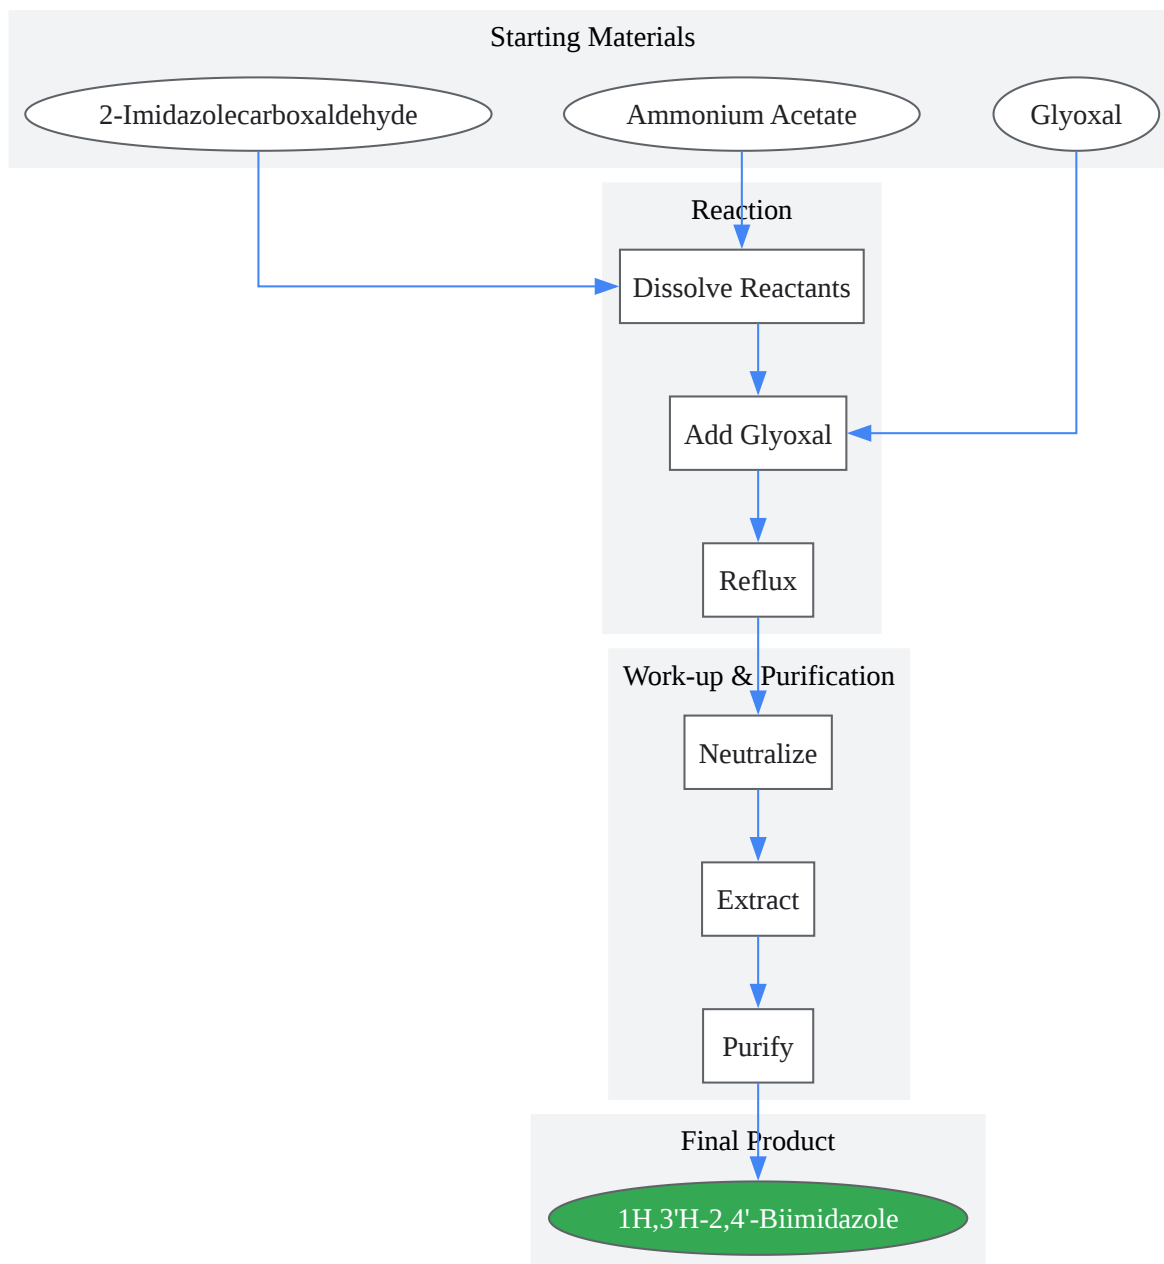 Starting Materials
2-Imidazolecarboxaldehyde
Ammonium Acetate
Glyoxal
Reaction
Dissolve Reactants
Add Glyoxal
Reflux
Work-up & Purification
Neutralize
Extract
Purify
Final Product
1H,3'H-2,4'-Biimidazole